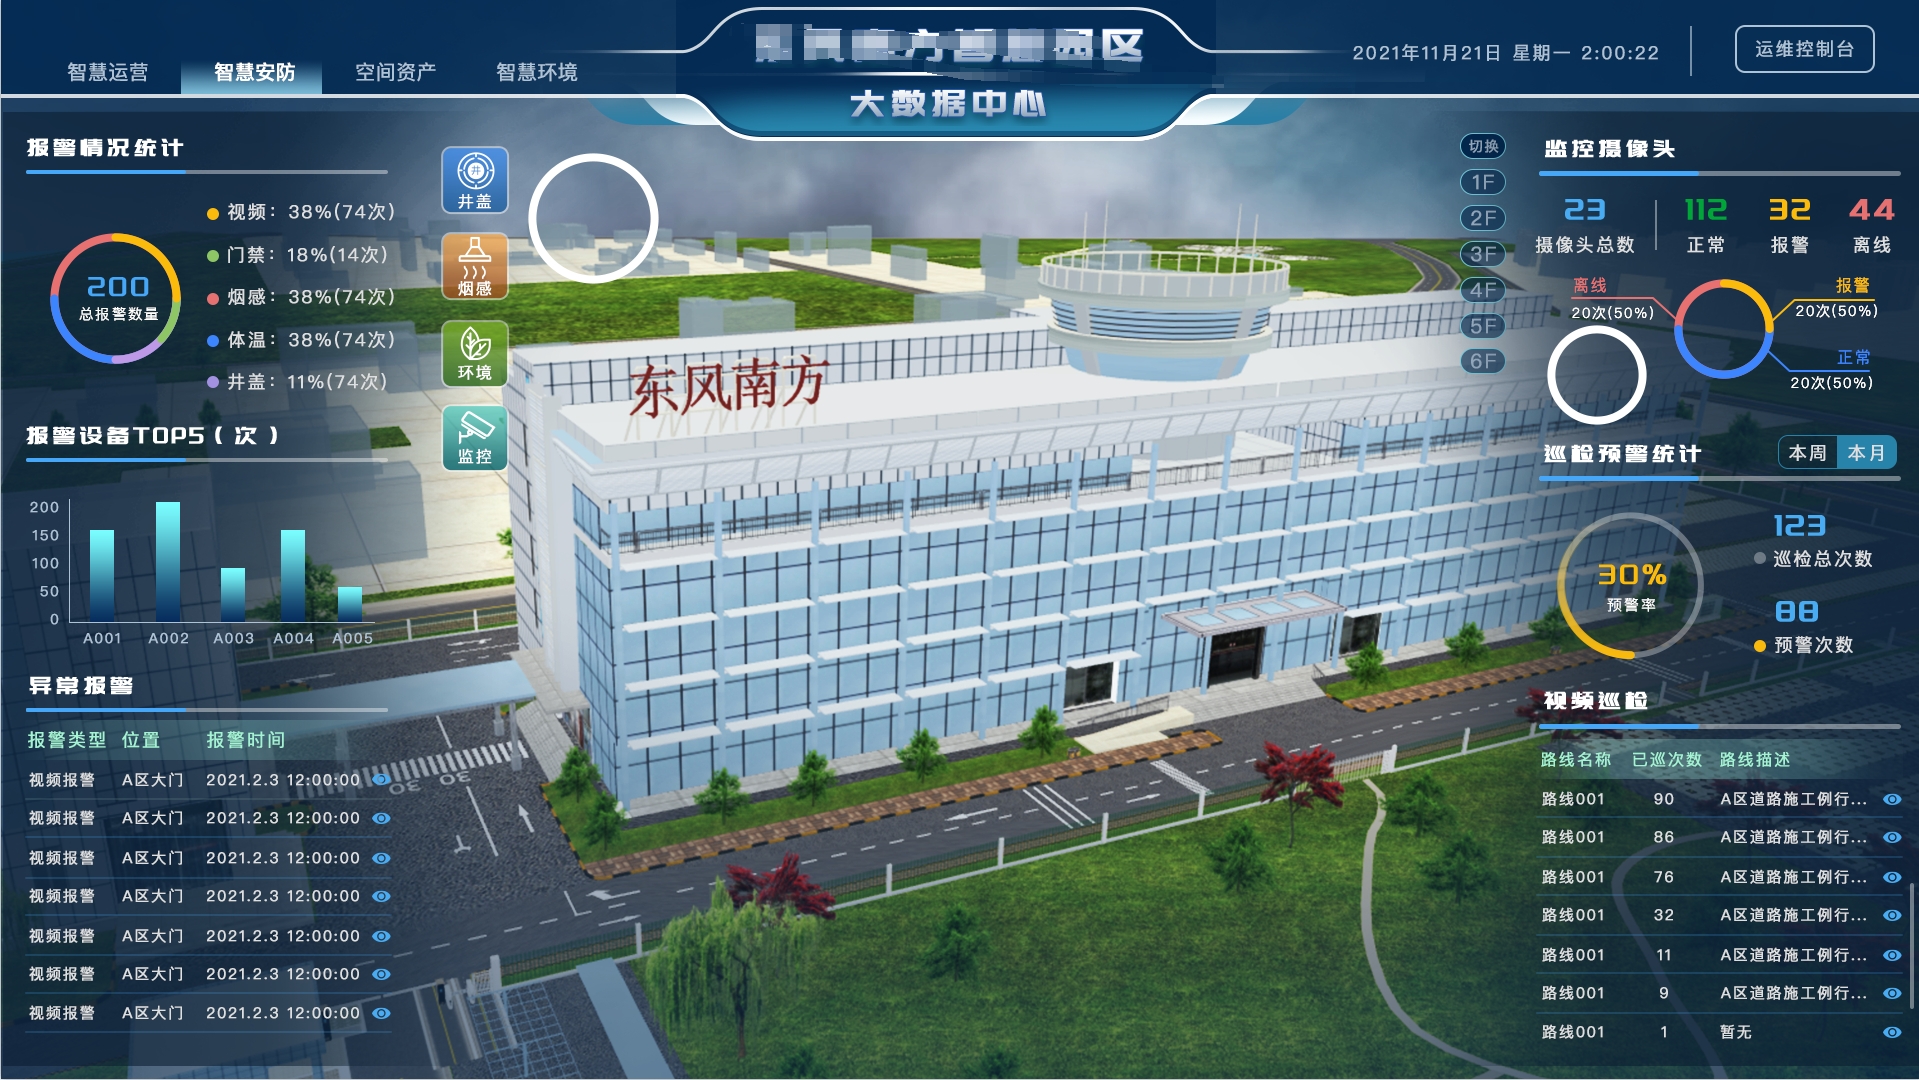 智慧运营
智慧安防
空间资产
智慧环境
区
大数据中心
2021年11月21日 星期一 2:00:22
运维控制台
报警情况统计
200
总报警数量
视频：38%(74次)
门禁：18%(14次)
烟感：38%(74次)
体温：38%(74次)
井盖：11%(74次)
报警设备TOP5（次）
200
150
100
50
0
A001 A002 A003 A004 A005
异常报警
报警类型 位置 报警时间
视频报警 A区大门 2021.2.3 12:00:00
视频报警 A区大门 2021.2.3 12:00:00
视频报警 A区大门 2021.2.3 12:00:00
视频报警 A区大门 2021.2.3 12:00:00
视频报警 A区大门 2021.2.3 12:00:00
视频报警 A区大门 2021.2.3 12:00:00
视频报警 A区大门 2021.2.3 12:00:00
井
井盖
烟感
环境
监控
东风南方
30
30
切换
1F
2F
3F
4F
5F
6F
监控摄像头
23
摄像头总数
112
正常
32
报警
44
离线
离线
20次(50%)
报警
20次(50%)
正常
20次(50%)
巡检预警统计
本周
本月
30%
预警率
123
巡检总次数
88
预警次数
视频巡检
路线名称 已巡次数 路线描述
路线001 90 A区道路施工例行...
路线001 86 A区道路施工例行...
路线001 76 A区道路施工例行...
路线001 32 A区道路施工例行...
路线001 11 A区道路施工例行...
路线001 9 A区道路施工例行...
路线001 1 暂无